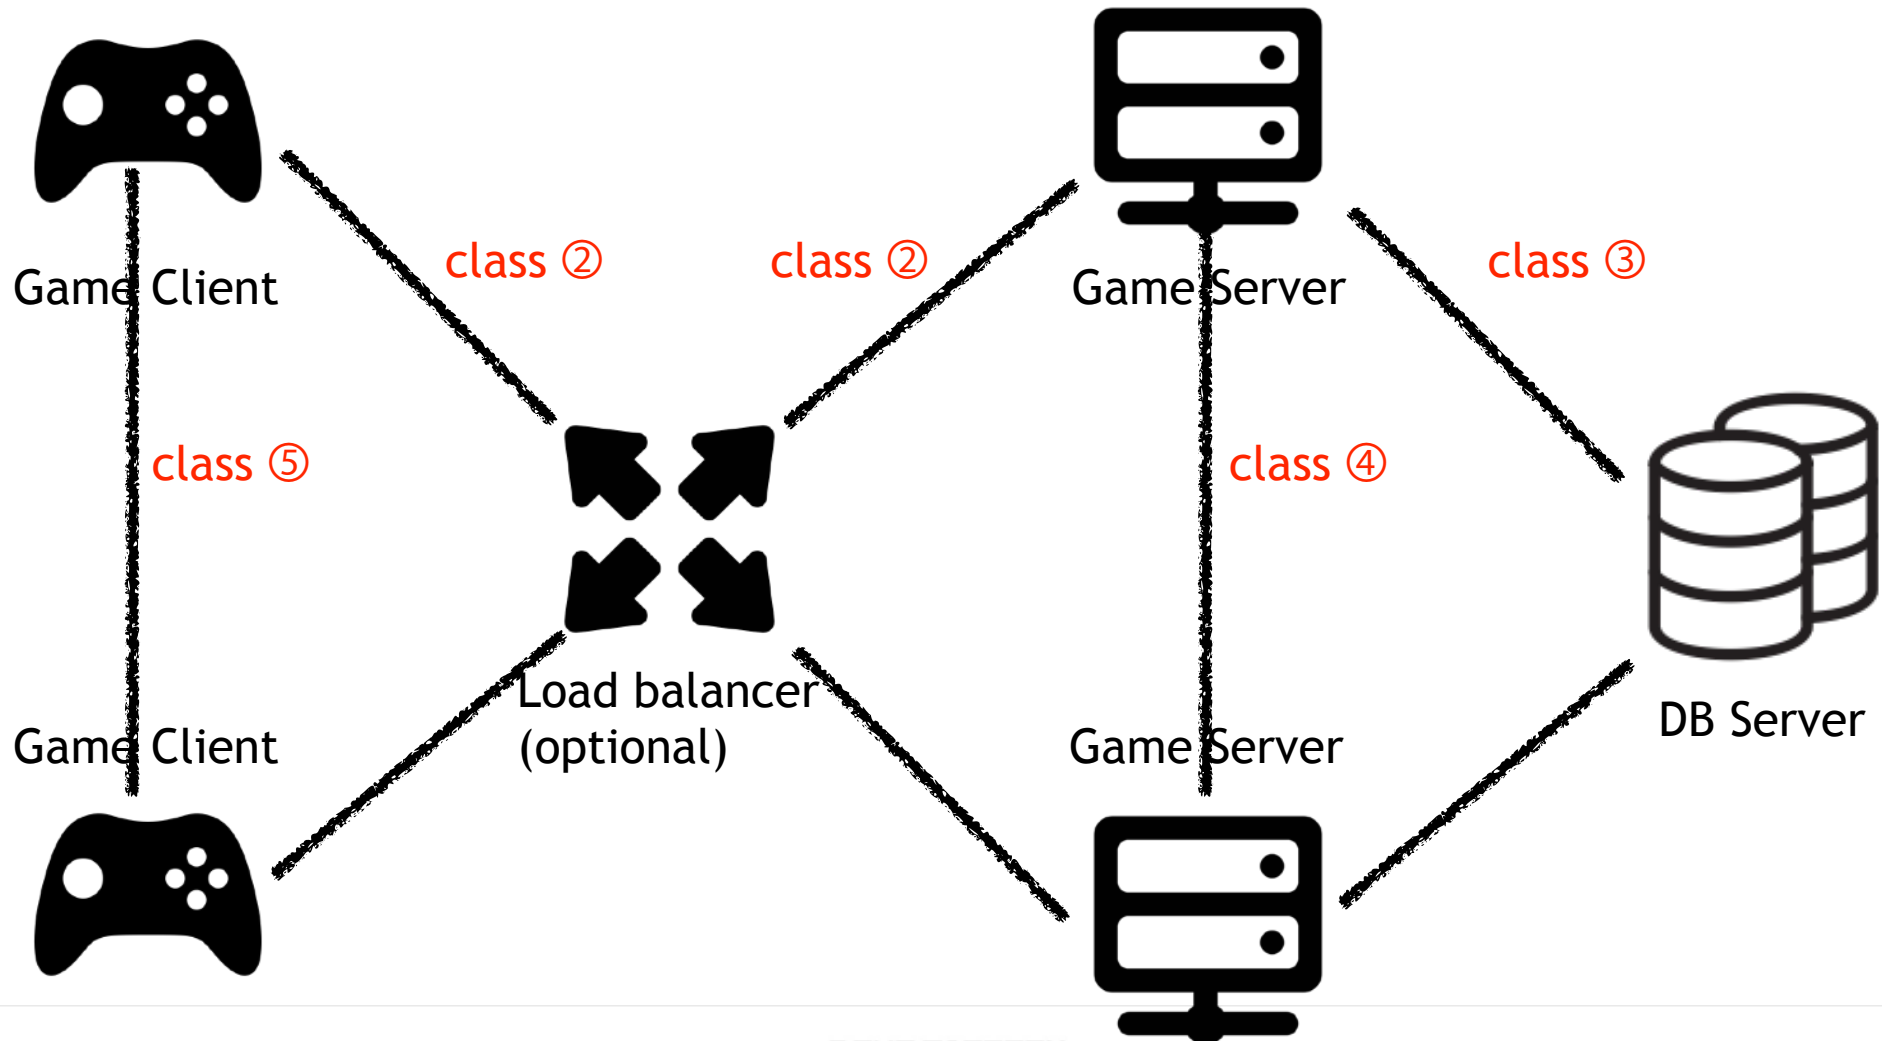 class ②
class ②
class ③
Game Client
Game Server
class ⑤
class ④
Load balancer
(optional)
Game Client
Game Server
DB Server